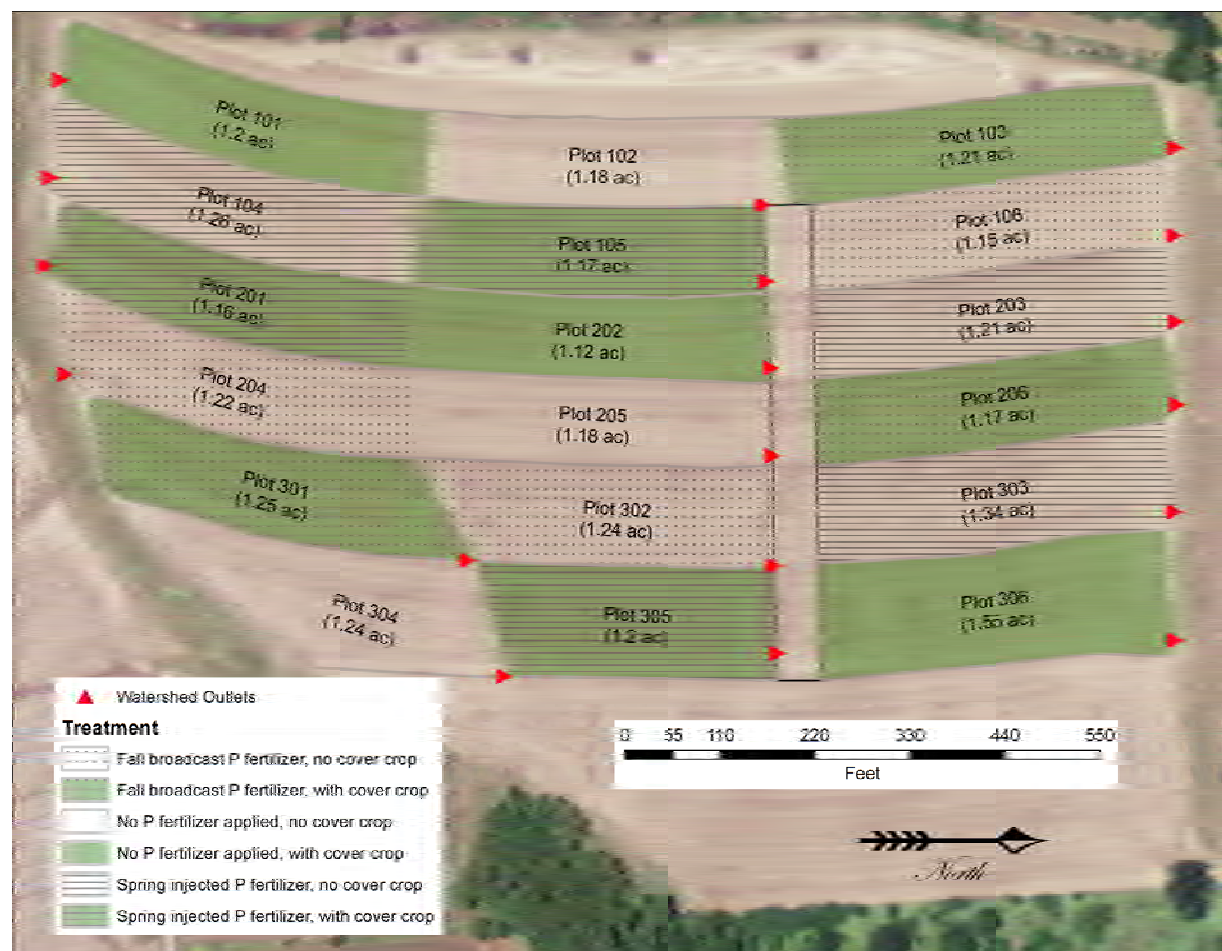 Plot 101
(1.2 ac)
Plot 102
(1.18 ac)
Plot 103
(1.21 ac)
Plot 104
(1.26 ac)
Plot 105
(1.17 ac)
Plot 106
(1.15 ac)
Plot 201
(1.16 ac)
Plot 202
(1.12 ac)
Plot 203
(1.21 ac)
Plot 204
(1.22 ac)
Plot 205
(1.18 ac)
Plot 206
(1.17 ac)
Plot 301
(1.25 ac)
Plot 302
(1.24 ac)
Plot 303
(1.34 ac)
Plot 304
(1.24 ac)
Plot 305
(1.2 ac)
Plot 306
Watershed Outlets
Treatment
Fall broadcast P fertilizer, no cover crop
Fall broadcast P fertilizer, with cover crop
No P fertilizer applied, no cover crop
No P fertilizer applied, with cover crop
Spring injected P fertilizer, no cover crop
Spring injected P fertilizer, with cover crop
0 55 110 220 330 440 550
Feet
North